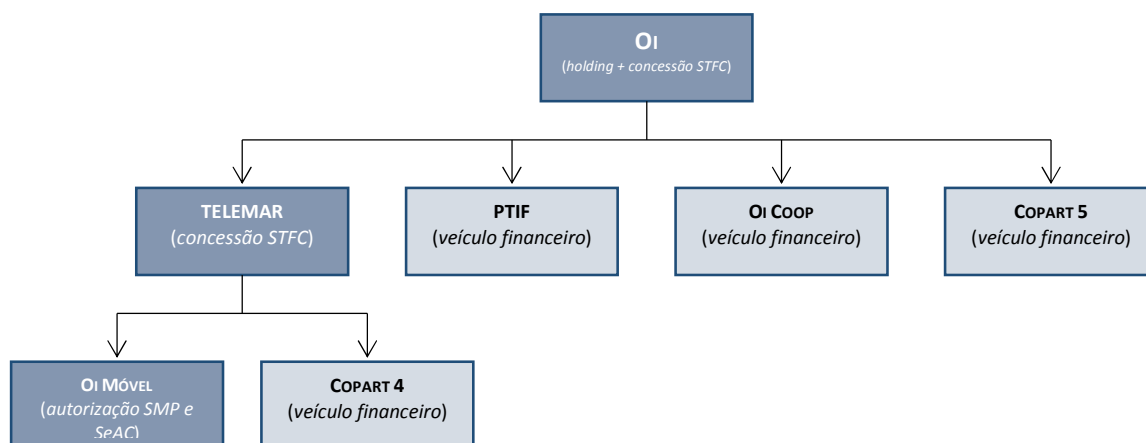 OI
(holding + concessão STFC)
TELEMAR
(concessão STFC)
PTIF
(veículo financeiro)
OI COOP
(veículo financeiro)
COPART 5
(veículo financeiro)
OI MÓVEL
(autorização SMP e
SeAC)
COPART 4
(veículo financeiro)